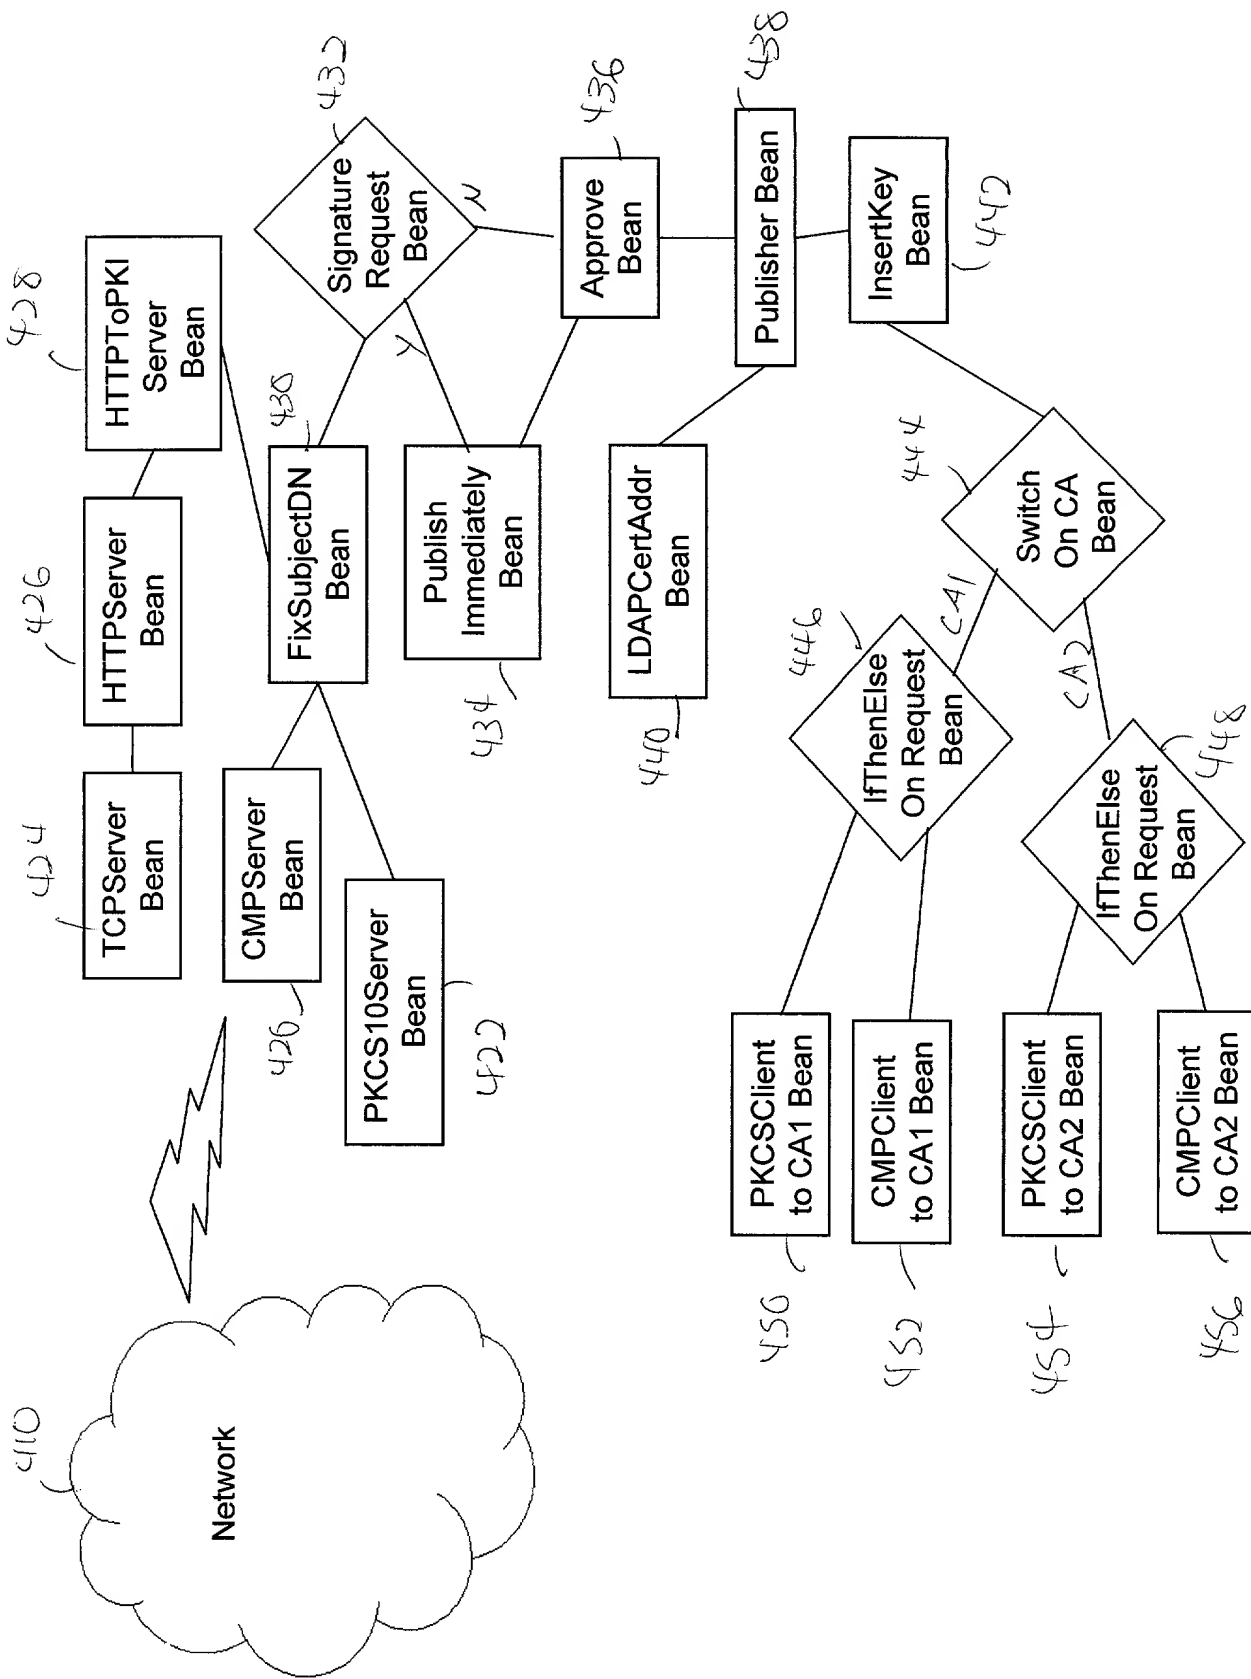 410
Network
424
TCPServer
Bean
426
HTTPServer
Bean
428
HTTPToPKI
Server
Bean
426
CMPServer
Bean
422
PKCS10Server
Bean
430
FixSubjectDN
Bean
432
Signature
Request
Bean
Y
N
434
Publish
Immediately
Bean
436
Approve
Bean
438
Publisher Bean
440
LDAPCertAddr
Bean
442
InsertKey
Bean
444
Switch
On CA
Bean
CA1
CA2
446
IfThenElse
On Request
Bean
448
IfThenElse
On Request
Bean
450
PKCSClient
to CA1 Bean
452
CMPClient
to CA1 Bean
454
PKCSClient
to CA2 Bean
456
CMPClient
to CA2 Bean